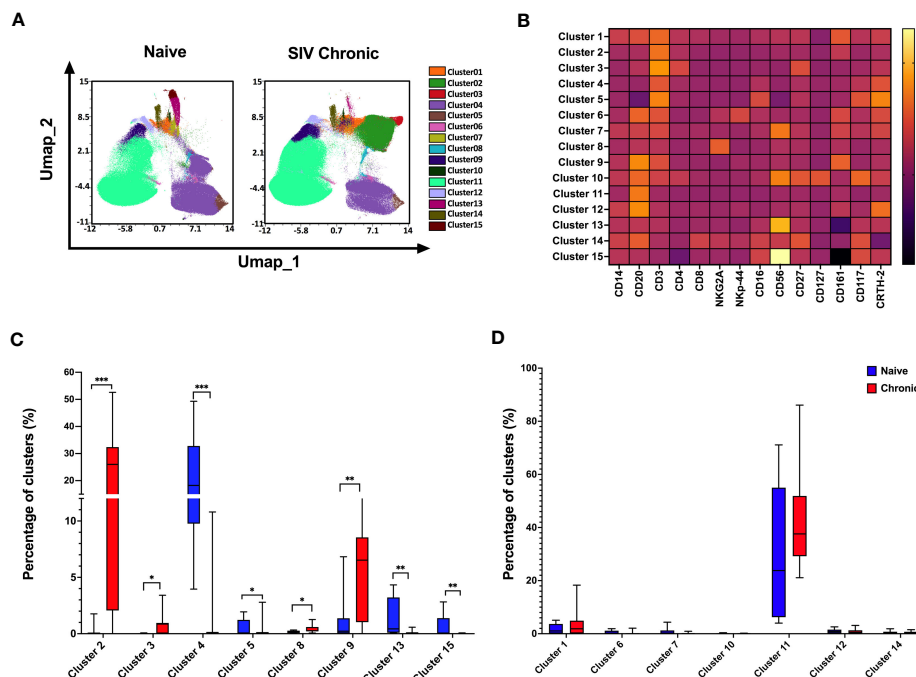 A
Naive
SIV Chronic
Umap_2
15
8.5
2.1
-4.4
-11
-12
-5.8
0.7
7.1
14
15
8.5
2.1
-4.4
-11
-12
-5.8
0.7
7.1
14
Umap_1
Cluster01
Cluster02
Cluster03
Cluster04
Cluster05
Cluster06
Cluster07
Cluster08
Cluster09
Cluster10
Cluster11
Cluster12
Cluster13
Cluster14
Cluster15
B
Cluster 1
Cluster 2
Cluster 3
Cluster 4
Cluster 5
Cluster 6
Cluster 7
Cluster 8
Cluster 9
Cluster 10
Cluster 11
Cluster 12
Cluster 13
Cluster 14
Cluster 15
CD14
CD20
CD3
CD4
CD8
NKG2A
NKp-44
CD16
CD56
CD27
CD127
CD161
CD117
CRTH-2
C
Percentage of clusters (%)
60
50
40
30
20
10
5
0
***
*
***
*
*
**
**
**
Cluster 2
Cluster 3
Cluster 4
Cluster 5
Cluster 8
Cluster 9
Cluster 13
Cluster 15
D
Percentage of clusters (%)
100
80
60
40
20
0
Naive
Chronic
Cluster 1
Cluster 6
Cluster 7
Cluster 10
Cluster 11
Cluster 12
Cluster 14